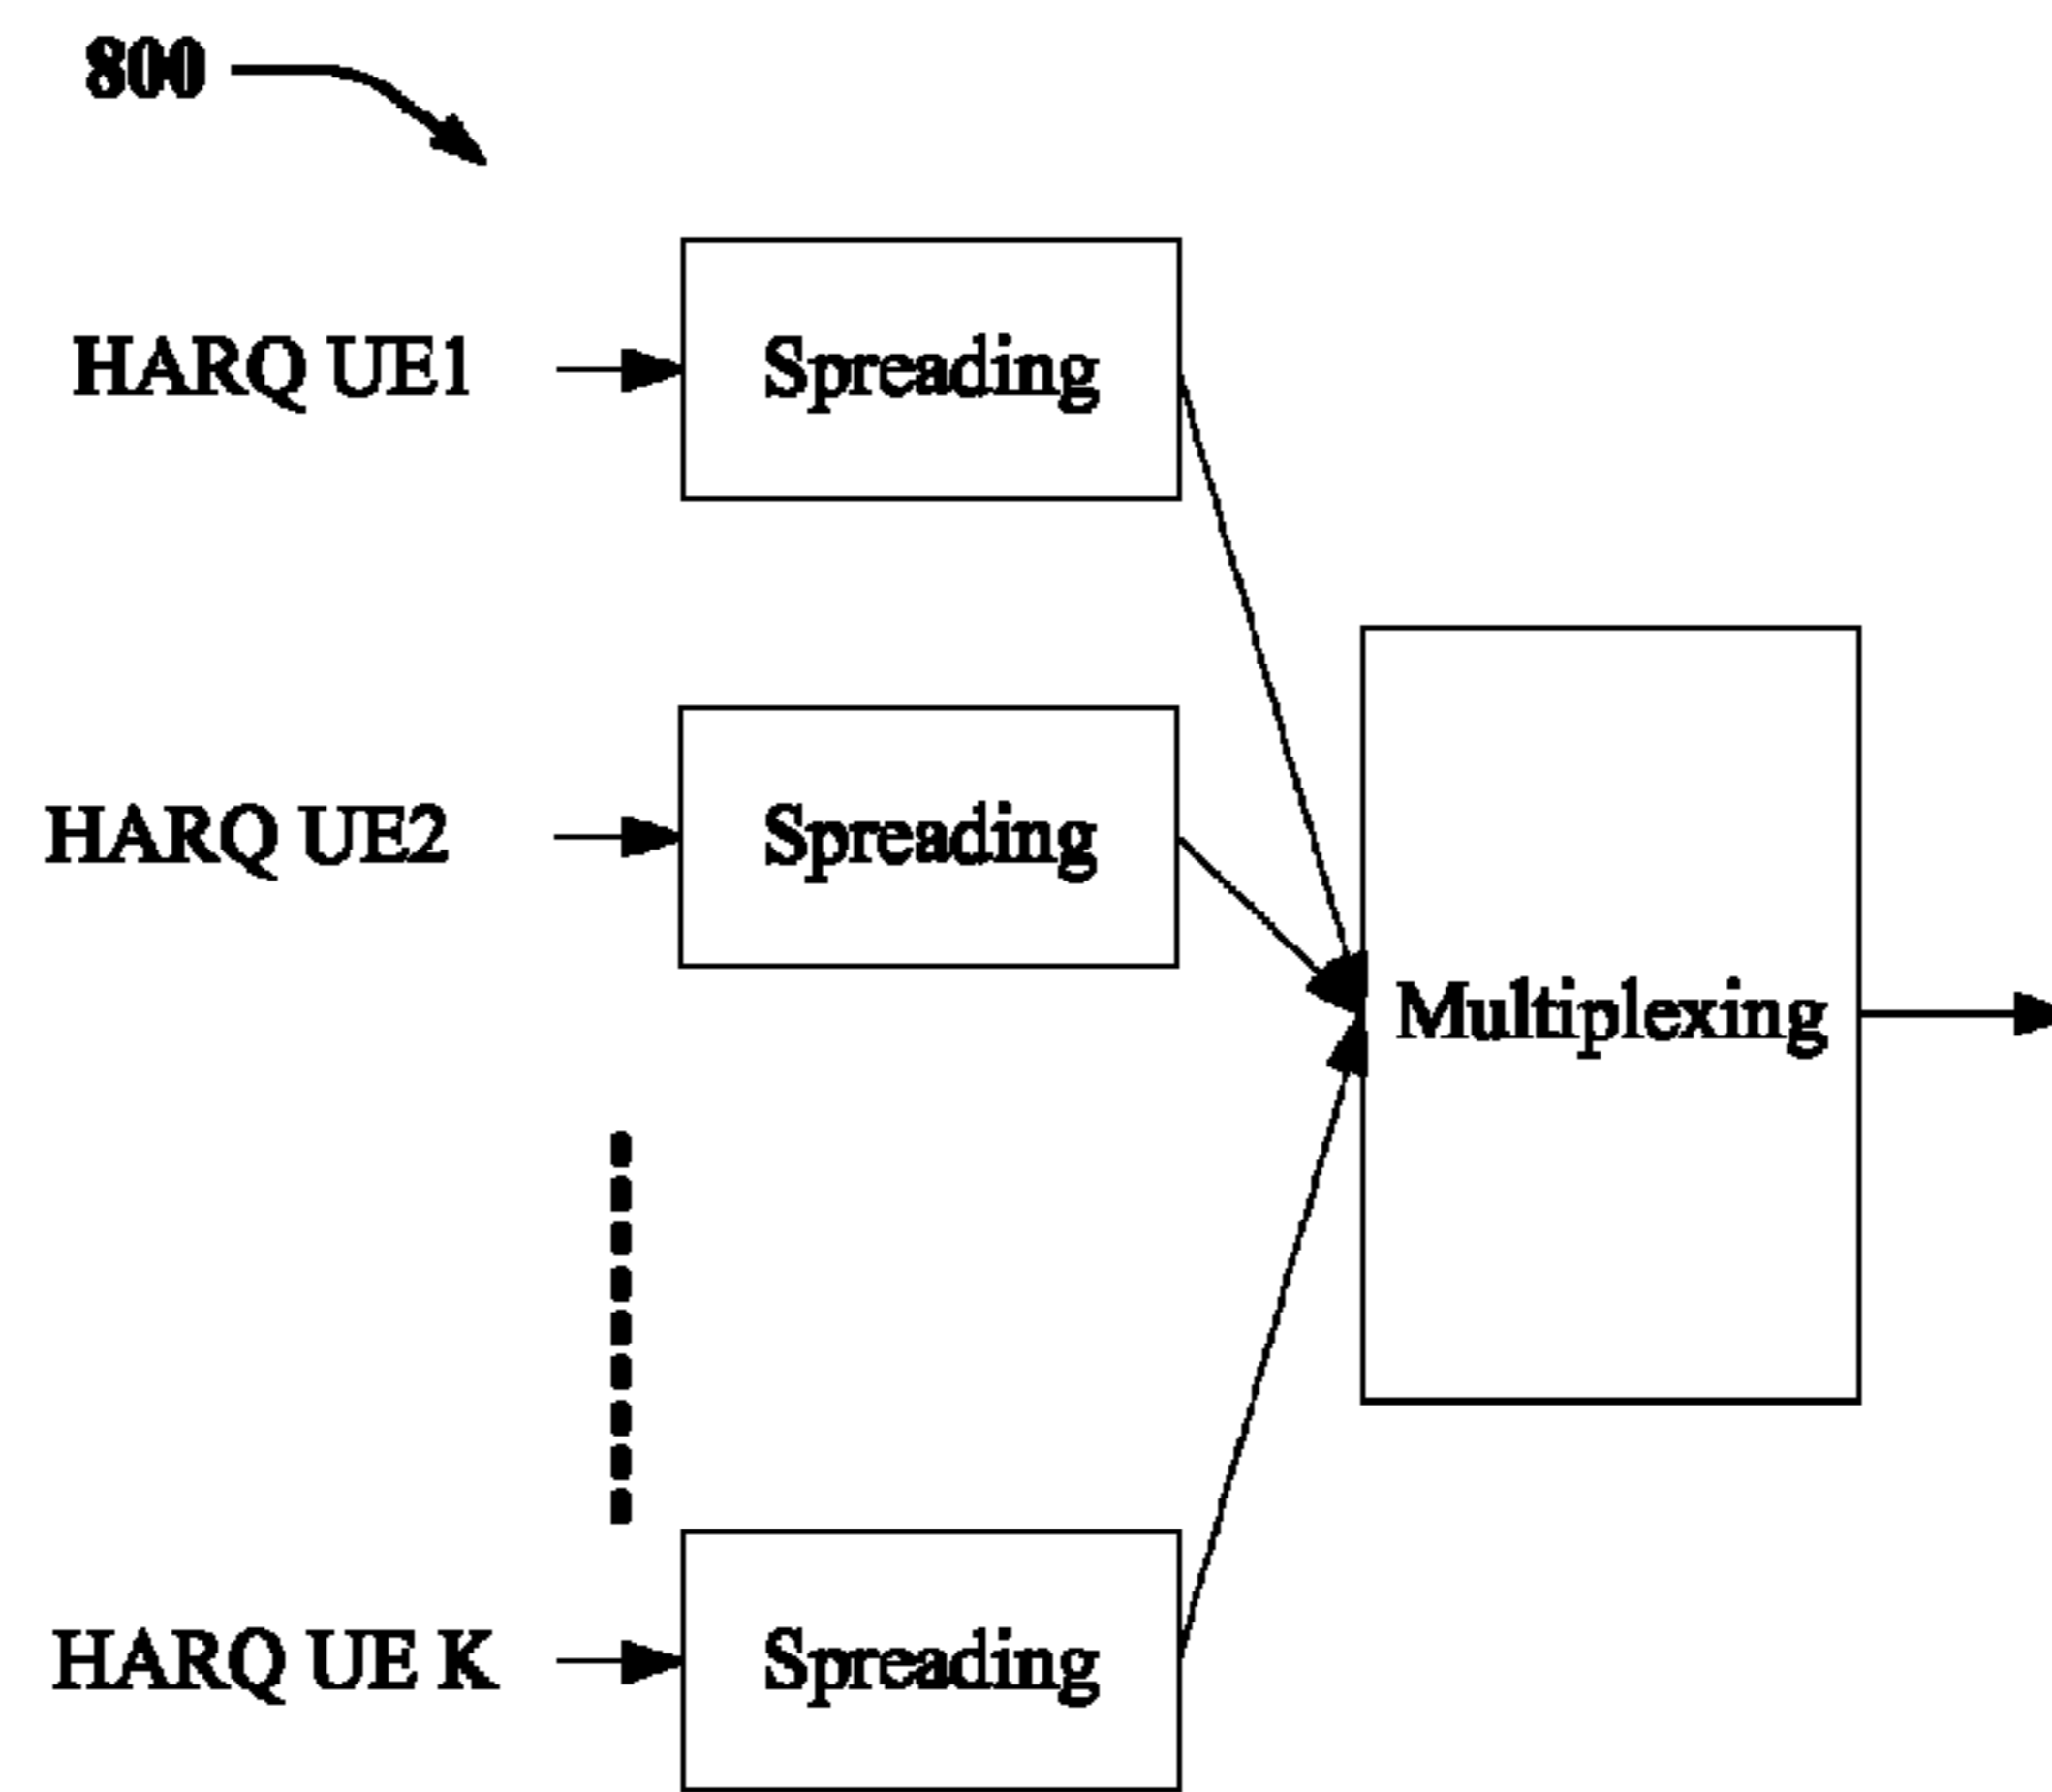 800
HARQ UE1
Spreading
HARQ UE2
Spreading
Multiplexing
HARQ UE K
Spreading